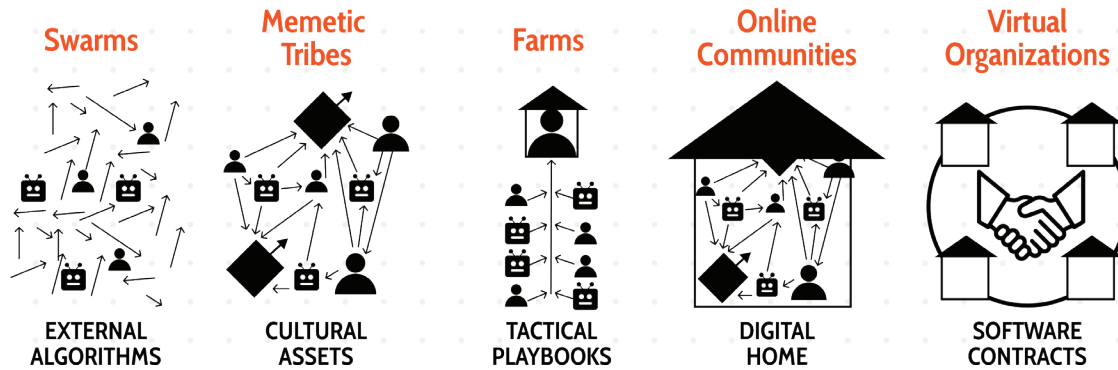 Swarms
Memetic
Tribes
Farms
Online
Communities
Virtual
Organizations
EXTERNAL
ALGORITHMS
CULTURAL
ASSETS
TACTICAL
PLAYBOOKS
DIGITAL
HOME
SOFTWARE
CONTRACTS